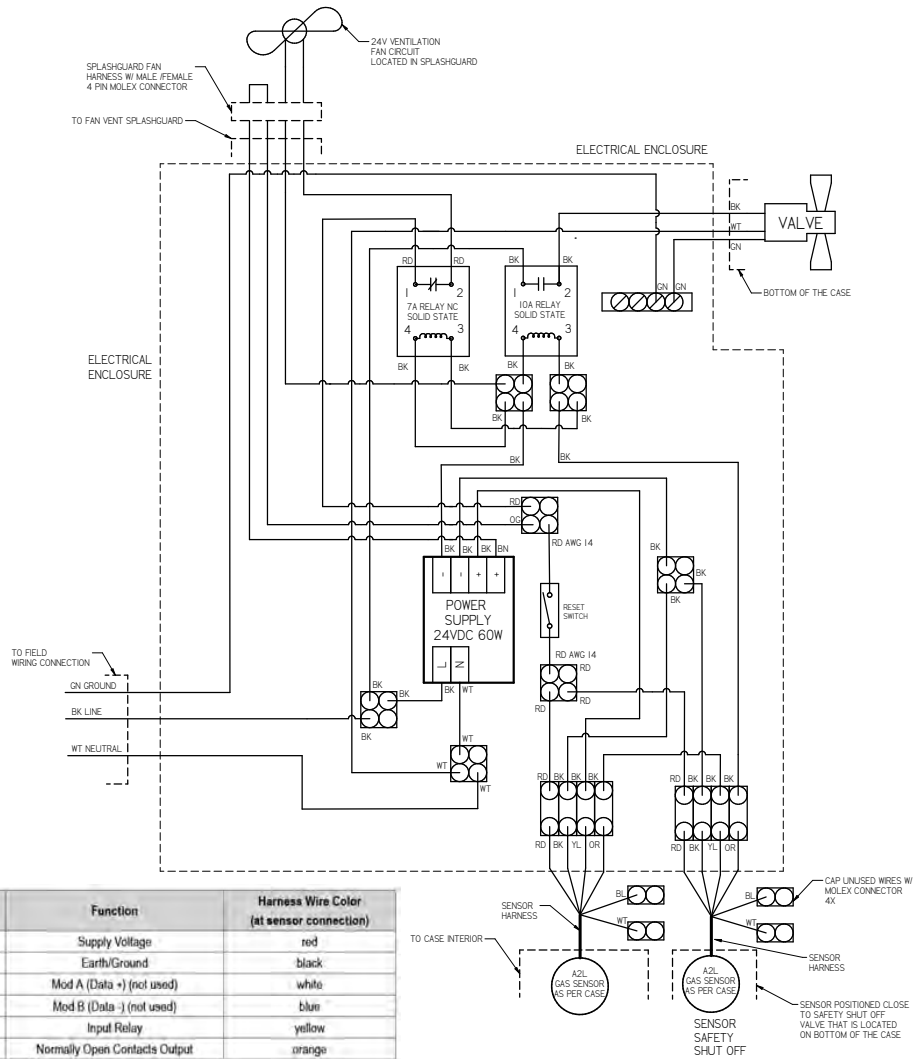 24V VENTILATION
FAN CIRCUIT
LOCATED IN SPLASHGUARD
SPLASHGUARD FAN
HARNESS W/ MALE /FEMALE
4 PIN MOLEX CONNECTOR
TO FAN VENT SPLASHGUARD
ELECTRICAL ENCLOSURE
BK
WT
GN
VALVE
BOTTOM OF THE CASE
GN GN
RD RD
1 2
7A RELAY NC
SOLID STATE
4 3
BK BK
BK BK
1 2
10A RELAY
SOLID STATE
4 3
BK BK
ELECTRICAL
ENCLOSURE
BK BK
BK BK
RD
OG
RD AWG 14
BK BK BK BN
- - + +
POWER
SUPPLY
24VDC 60W
L N
BK WT
RESET
SWITCH
RD AWG 14
BK
BK
BK
RD
RD
RD
TO FIELD
WIRING CONNECTION
GN GROUND
BK LINE
WT NEUTRAL
BK
BK
BK
WT
WT
WT
RD BK BK BK
RD BK YL OR
RD BK BK BK
RD BK YL OR
BL
WT
BL
WT
CAP UNUSED WIRES W/
MOLEX CONNECTOR
4X
SENSOR
HARNESS
TO CASE INTERIOR
A2L
GAS SENSOR
AS PER CASE
A2L
GAS SENSOR
AS PER CASE
SENSOR
HARNESS
SENSOR
SAFETY
SHUT OFF
SENSOR POSITIONED CLOSE
TO SAFETY SHUT OFF
VALVE THAT IS LOCATED
ON BOTTOM OF THE CASE
Function Harness Wire Color
(at sensor connection)
Supply Voltage red
Earth/Ground black
Mod A (Data +) (not used) white
Mod B (Data -) (not used) blue
Input Relay yellow
Normally Open Contacts Output orange